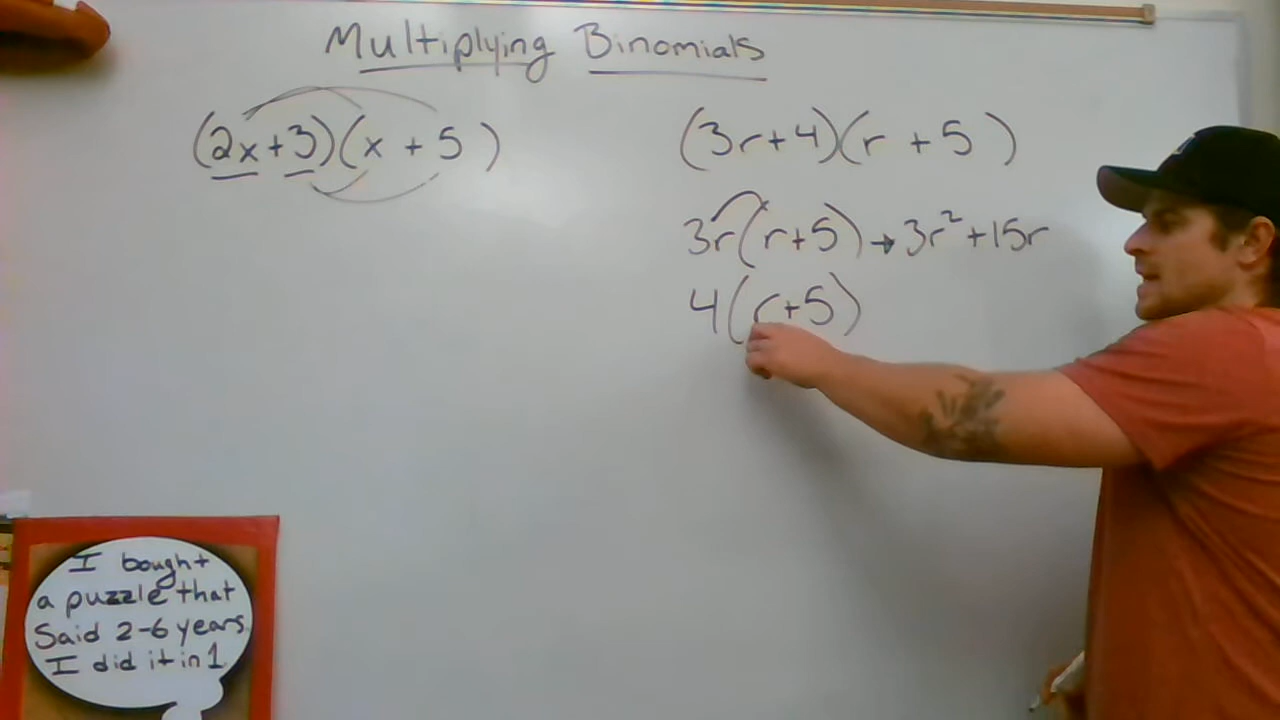 Multiplying Binomials
(2x+3)(x + 5)
(3r+4)(r + 5)
3r(r+5)→3r²+15r
4(r+5)
I bought
a puzzle that
Said 2-6 years
I did it in 1